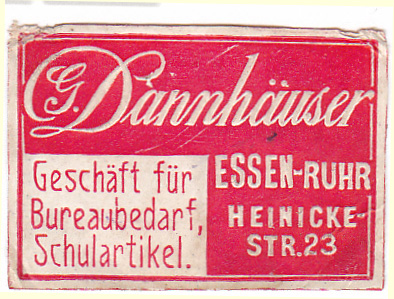 G. Dannhäuser
Geschäft für
Bureaubedarf,
Schulartikel.
ESSEN-RUHR
HEINICKE-
STR.23